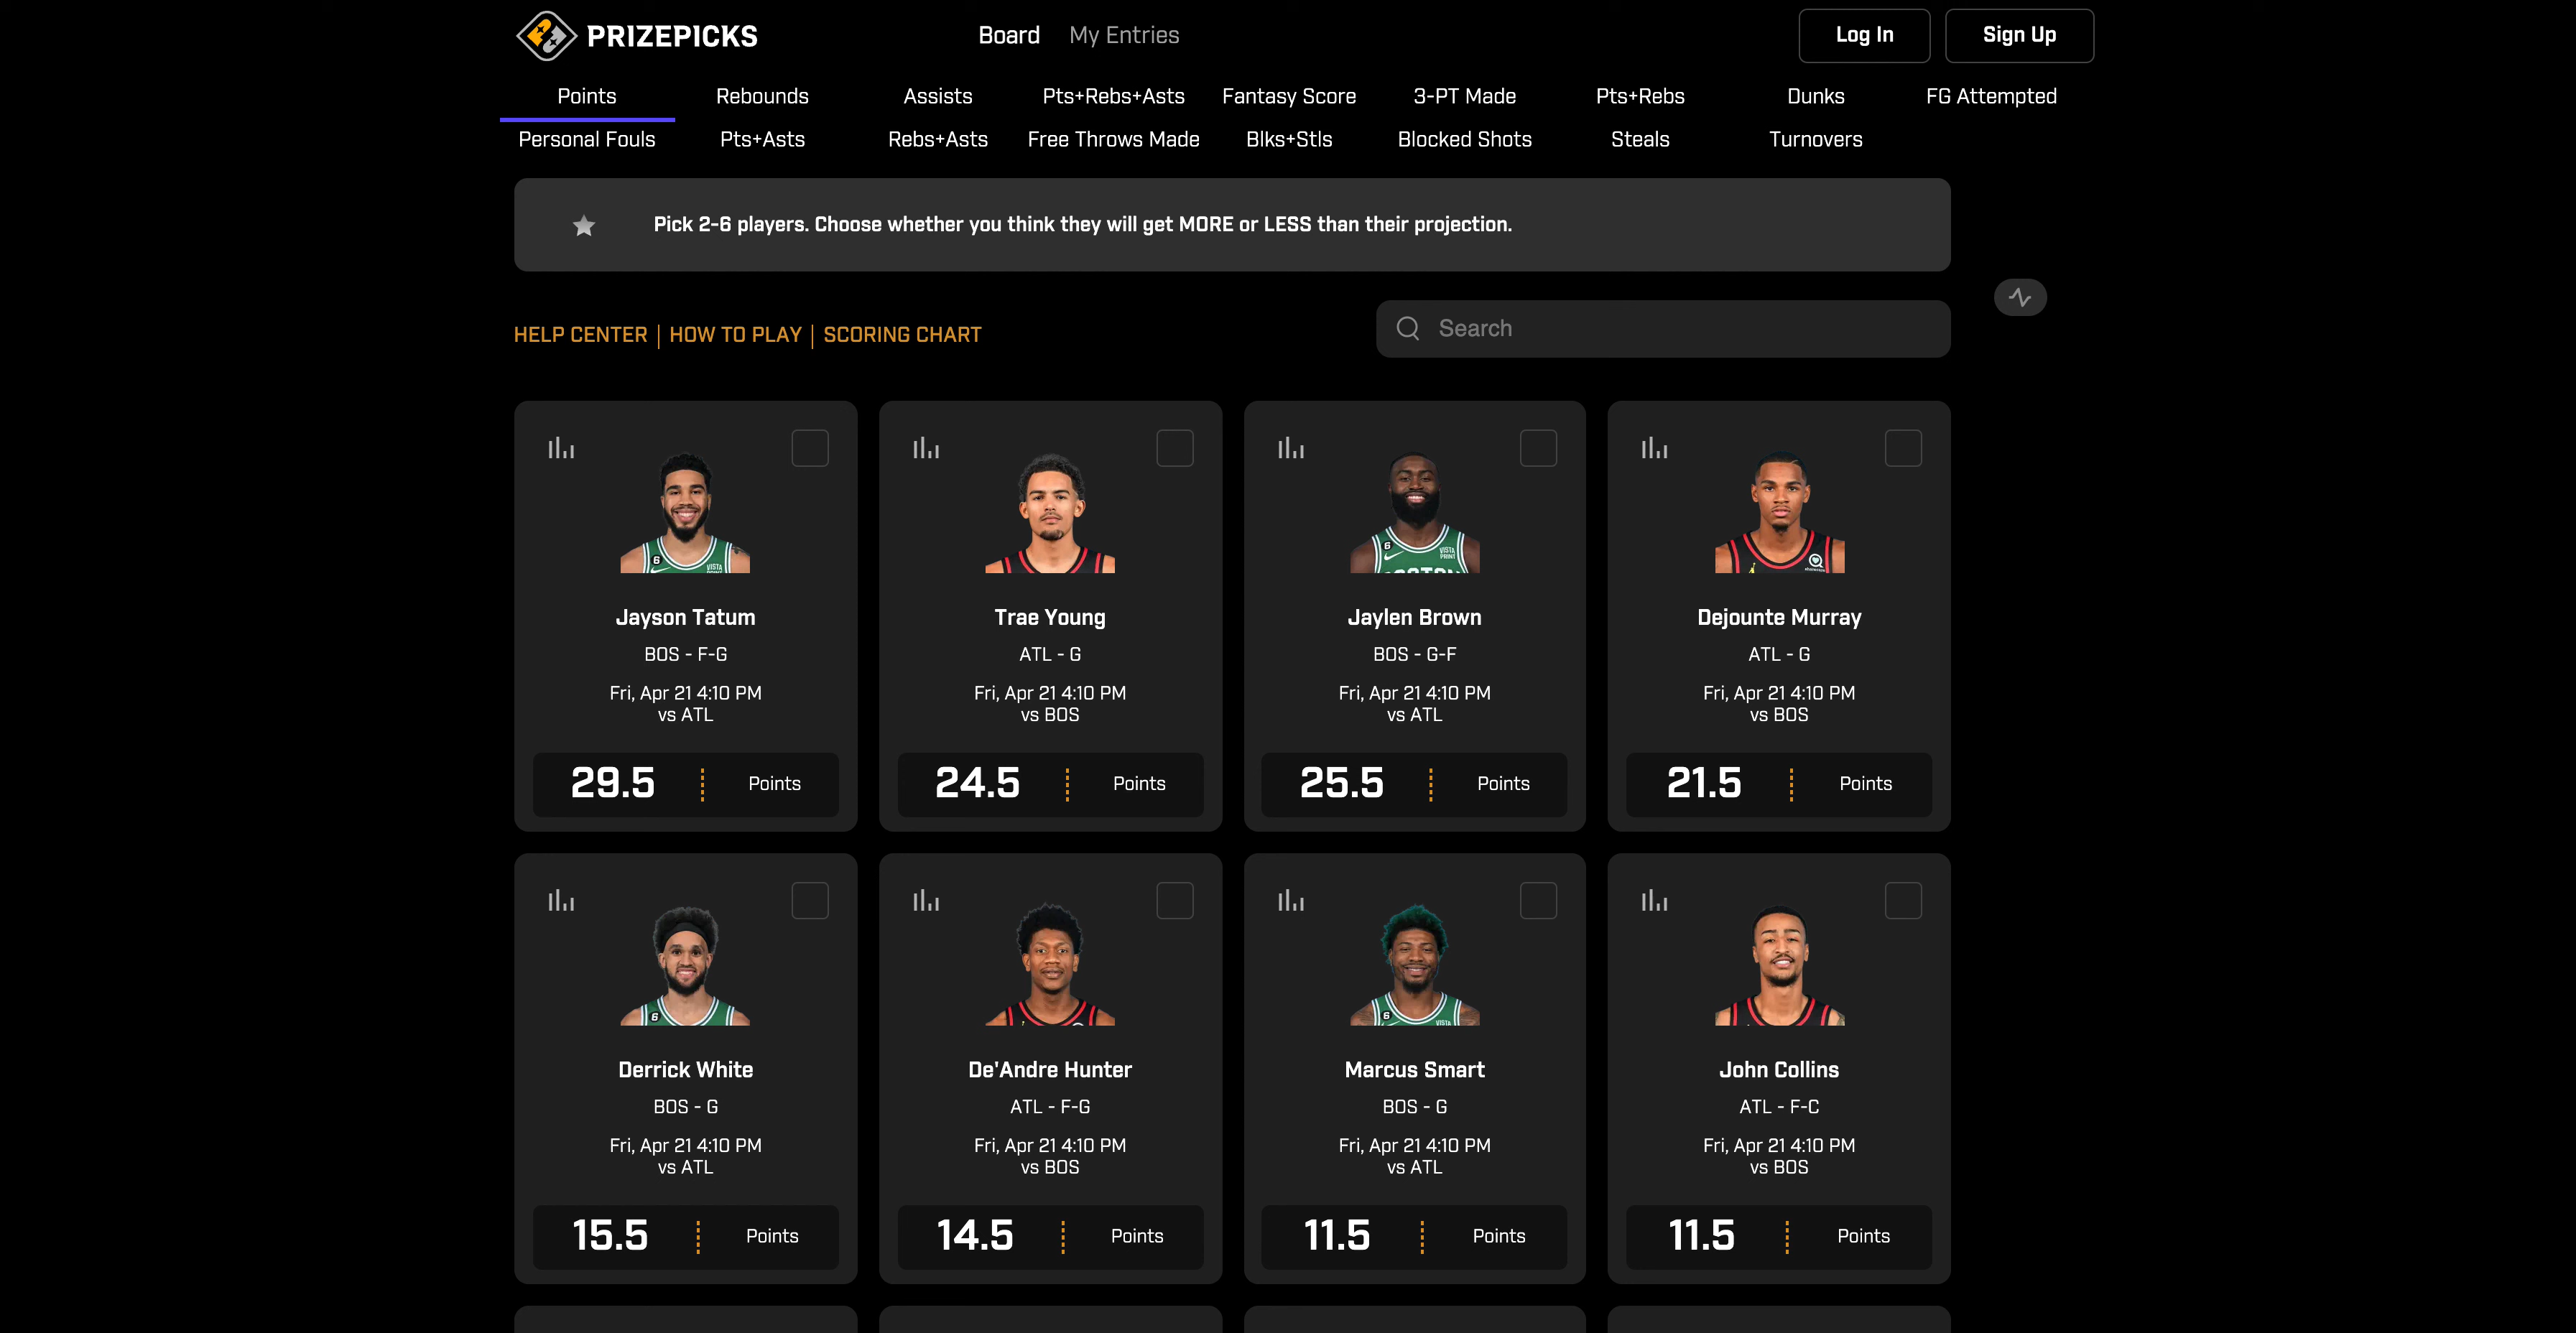 PRIZEPICKS
Board My Entries
Log In Sign Up
Points Rebounds Assists Pts+Rebs+Asts Fantasy Score 3-PT Made Pts+Rebs Dunks FG Attempted
Personal Fouls Pts+Asts Rebs+Asts Free Throws Made Blks+Stls Blocked Shots Steals Turnovers
Pick 2-6 players. Choose whether you think they will get MORE or LESS than their projection.
HELP CENTER | HOW TO PLAY | SCORING CHART
Search
6 VISTA
6 VISTA PRINT
Jayson Tatum
BOS - F-G
Fri, Apr 21 4:10 PM
vs ATL
29.5 Points
Trae Young
ATL - G
Fri, Apr 21 4:10 PM
vs BOS
24.5 Points
Jaylen Brown
BOS - G-F
Fri, Apr 21 4:10 PM
vs ATL
25.5 Points
Dejounte Murray
ATL - G
Fri, Apr 21 4:10 PM
vs BOS
21.5 Points
6
6 VISTA
Derrick White
BOS - G
Fri, Apr 21 4:10 PM
vs ATL
15.5 Points
De'Andre Hunter
ATL - F-G
Fri, Apr 21 4:10 PM
vs BOS
14.5 Points
Marcus Smart
BOS - G
Fri, Apr 21 4:10 PM
vs ATL
11.5 Points
John Collins
ATL - F-C
Fri, Apr 21 4:10 PM
vs BOS
11.5 Points